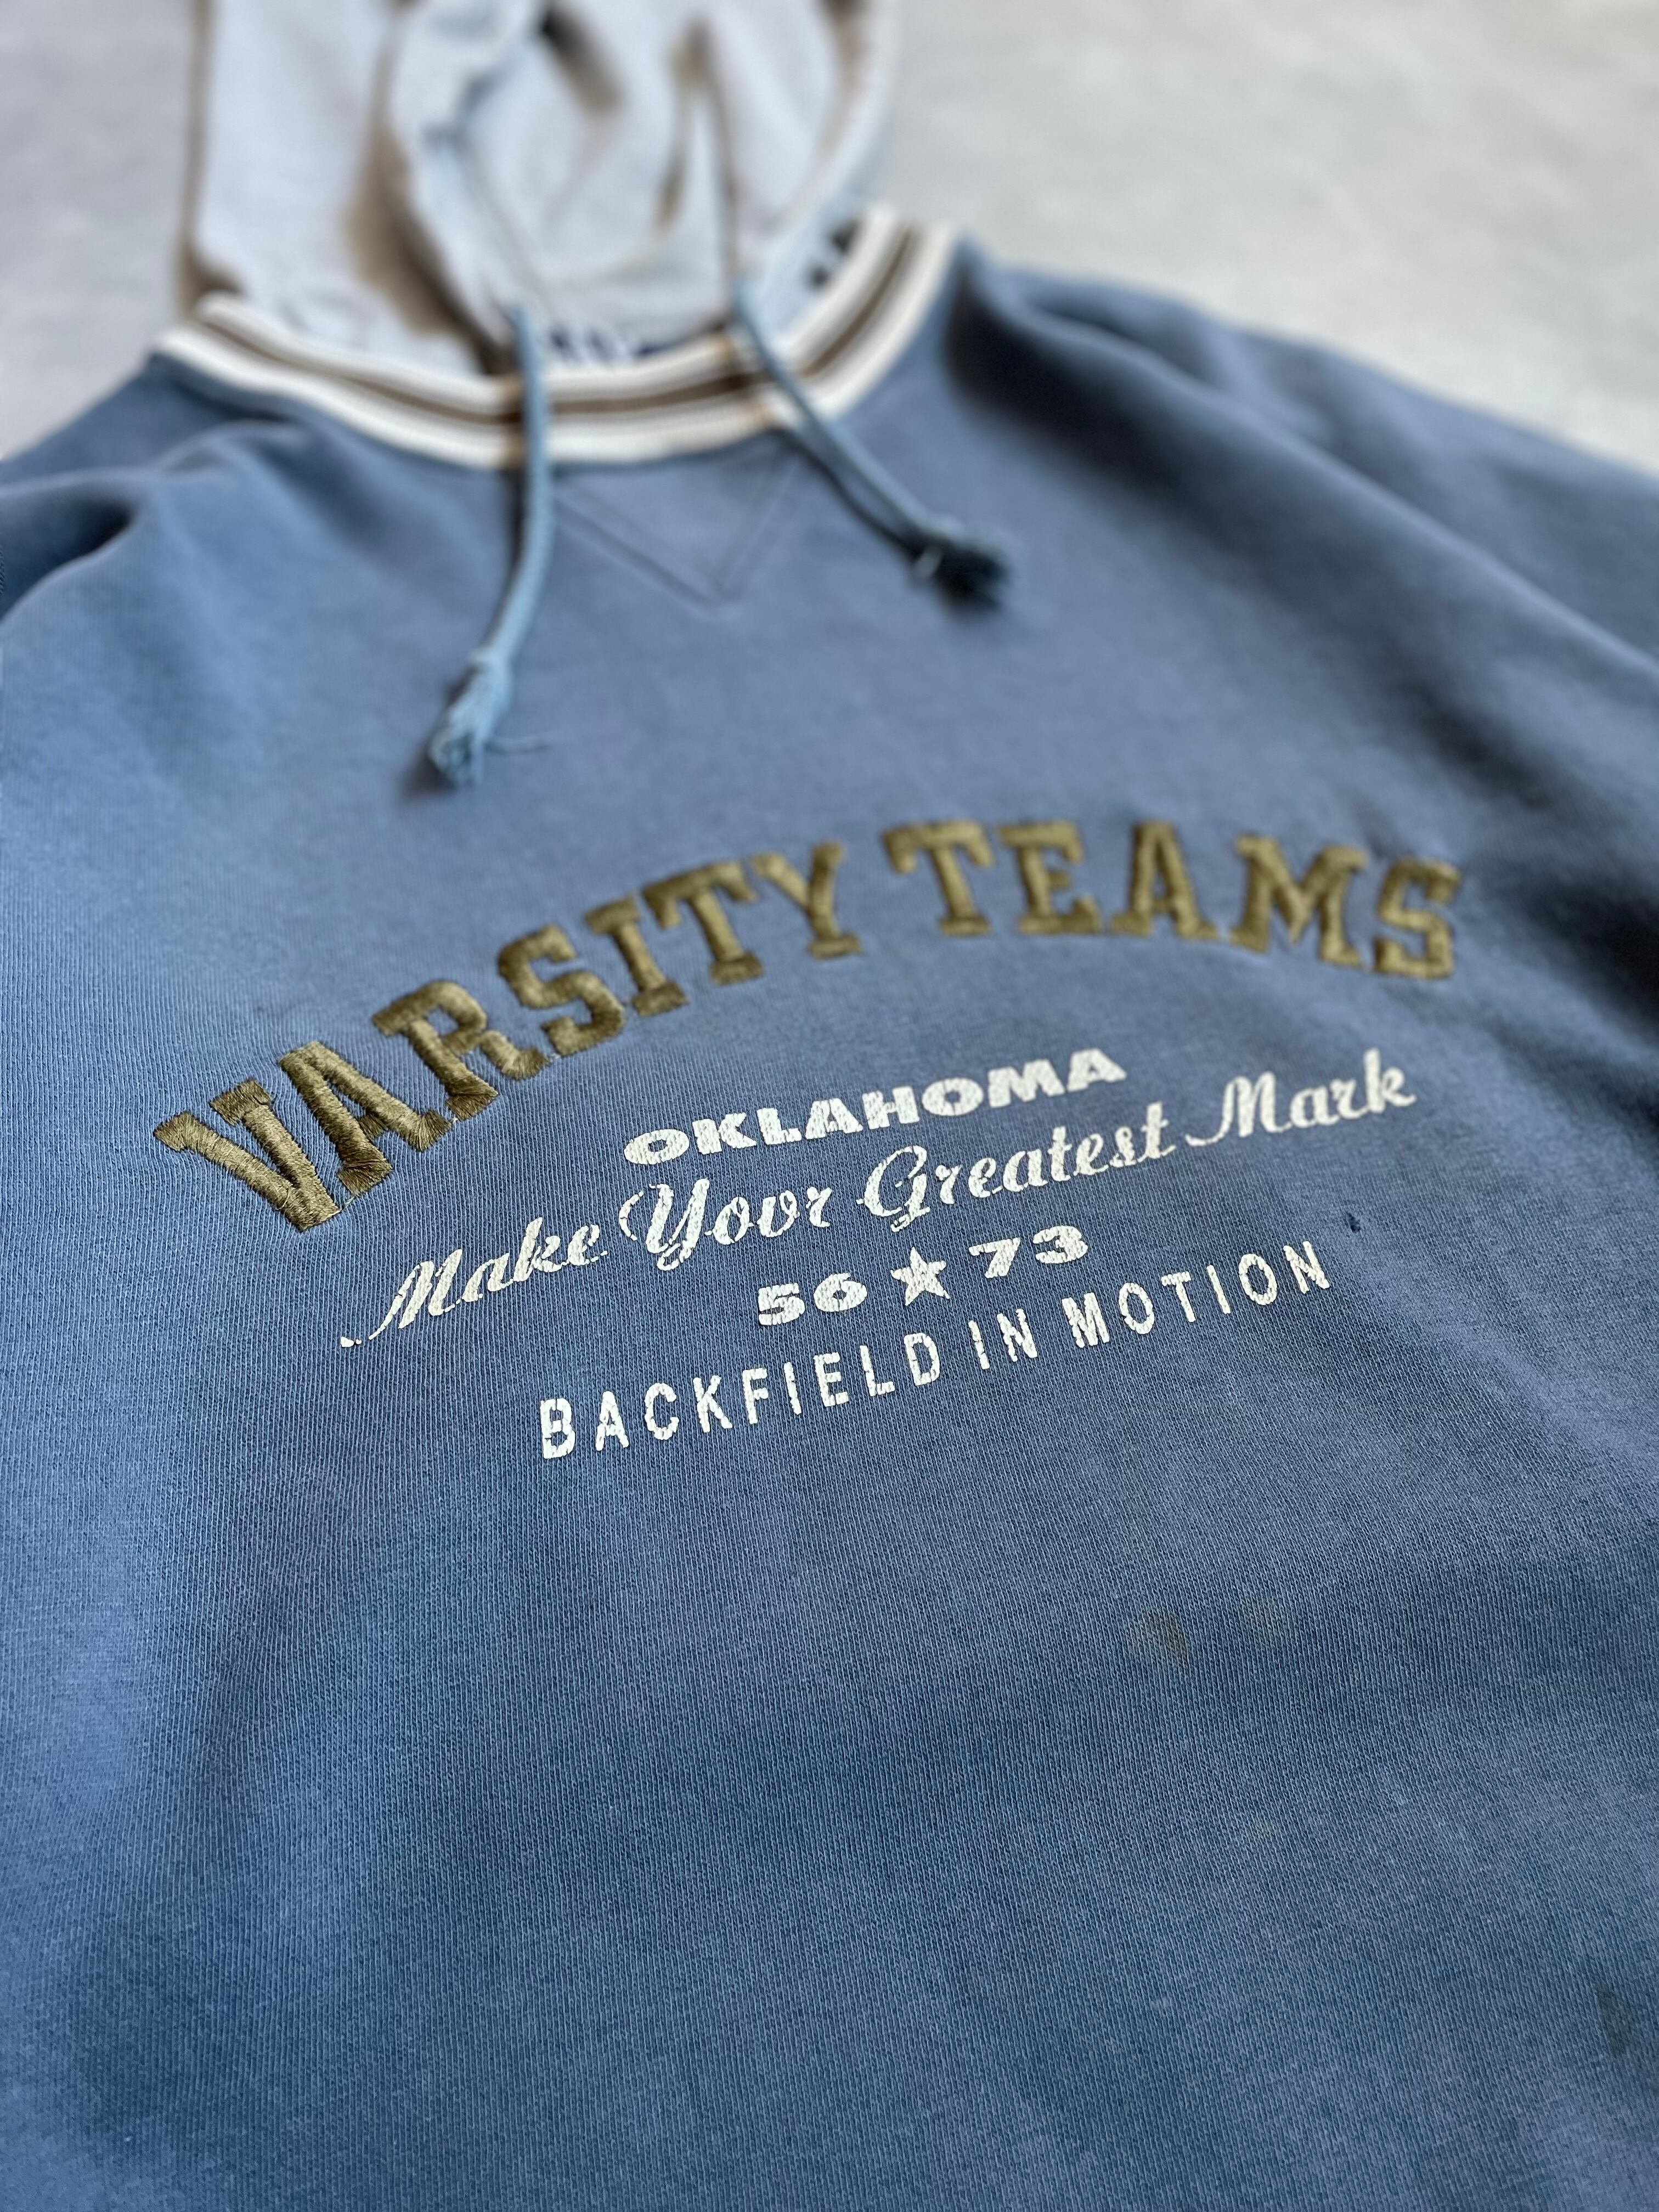 VARSITY TEAMS
OKLAHOMA
Make Your Greatest Mark
56★73
BACKFIELD IN MOTION